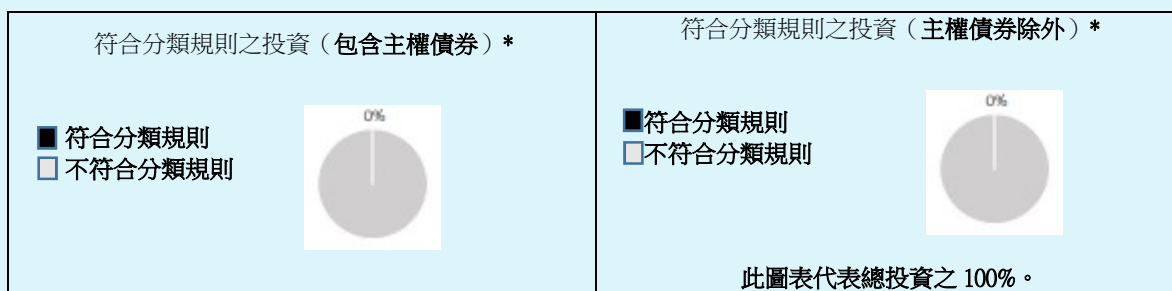 符合分類規則之投資（包含主權債券）*
符合分類規則
不符合分類規則
0%
符合分類規則之投資（主權債券除外）*
符合分類規則
不符合分類規則
0%
此圖表代表總投資之 100%。